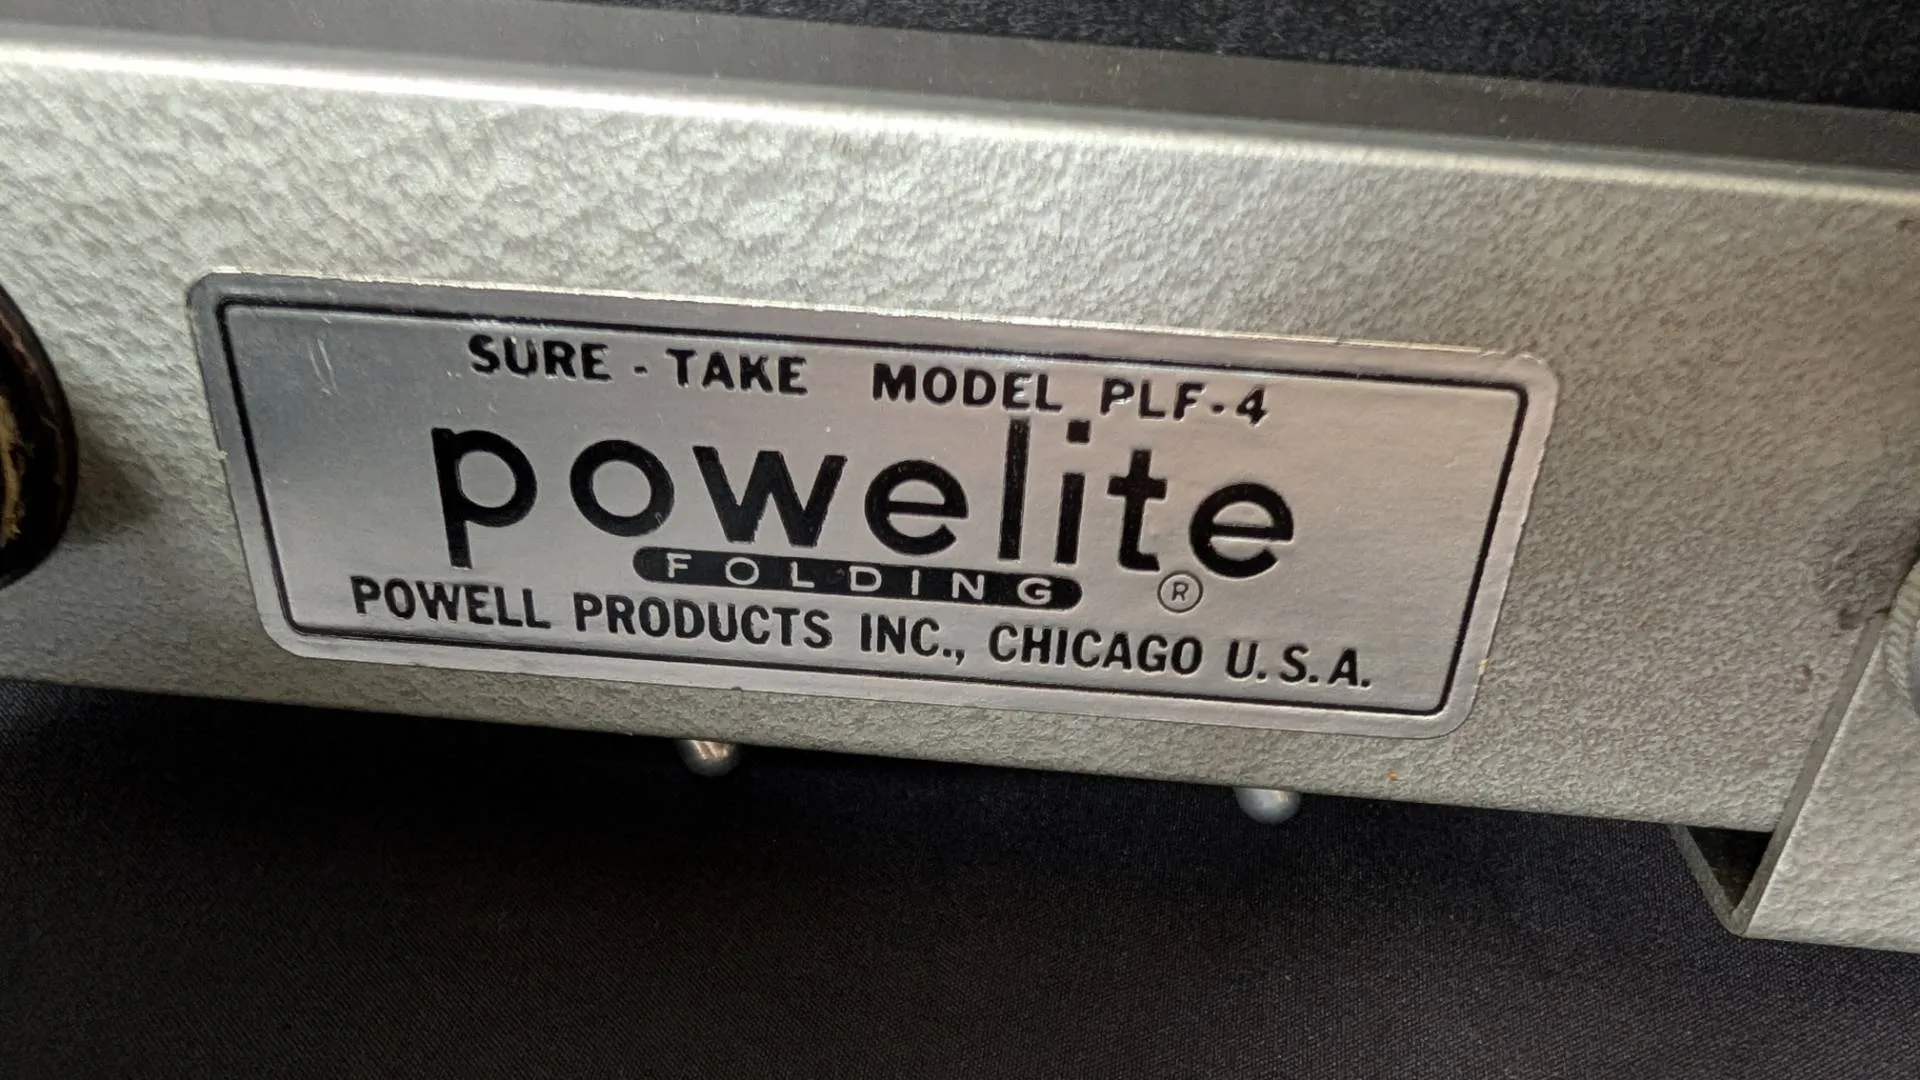 SURE - TAKE MODEL PLF-4
powelite
FOLDING ®
POWELL PRODUCTS INC., CHICAGO U.S.A.